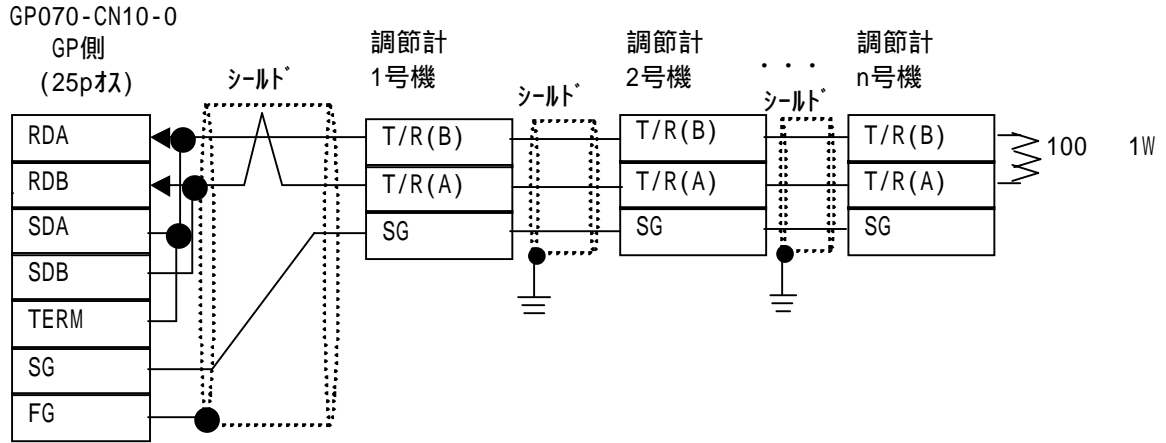 GP070-CN10-0
GP側
(25pｵｽ)
ｼｰﾙﾄﾞ
調節計
1号機
ｼｰﾙﾄﾞ
調節計
2号機
・・・
ｼｰﾙﾄﾞ
調節計
n号機
RDA
RDB
SDA
SDB
TERM
SG
FG
T/R(B)
T/R(A)
SG
T/R(B)
T/R(A)
SG
T/R(B)
T/R(A)
SG
100 1W